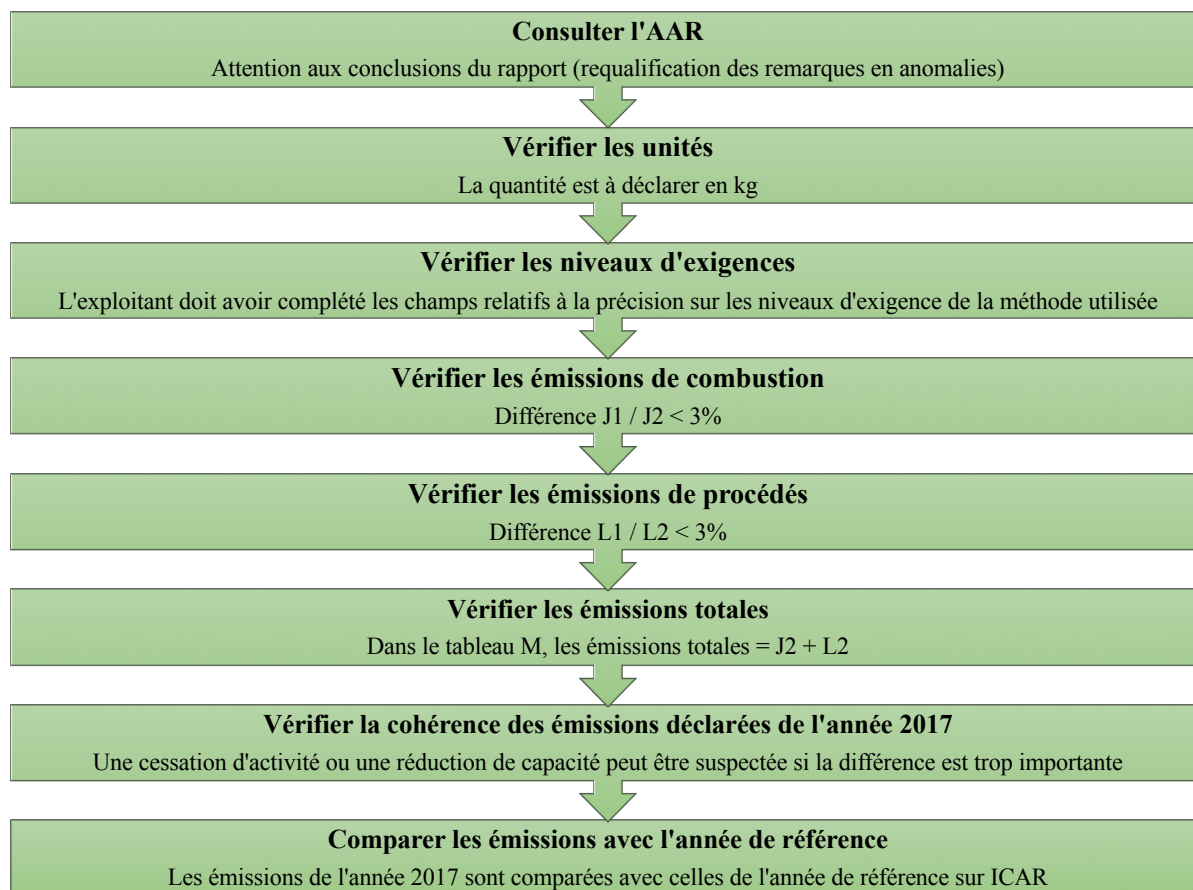 Consulter l'AAR
Attention aux conclusions du rapport (requalification des remarques en anomalies)
Vérifier les unités
La quantité est à déclarer en kg
Vérifier les niveaux d'exigences
L'exploitant doit avoir complété les champs relatifs à la précision sur les niveaux d'exigence de la méthode utilisée
Vérifier les émissions de combustion
Différence J1 / J2 < 3%
Vérifier les émissions de procédés
Différence L1 / L2 < 3%
Vérifier les émissions totales
Dans le tableau M, les émissions totales = J2 + L2
Vérifier la cohérence des émissions déclarées de l'année 2017
Une cessation d'activité ou une réduction de capacité peut être suspectée si la différence est trop importante
Comparer les émissions avec l'année de référence
Les émissions de l'année 2017 sont comparées avec celles de l'année de référence sur ICAR